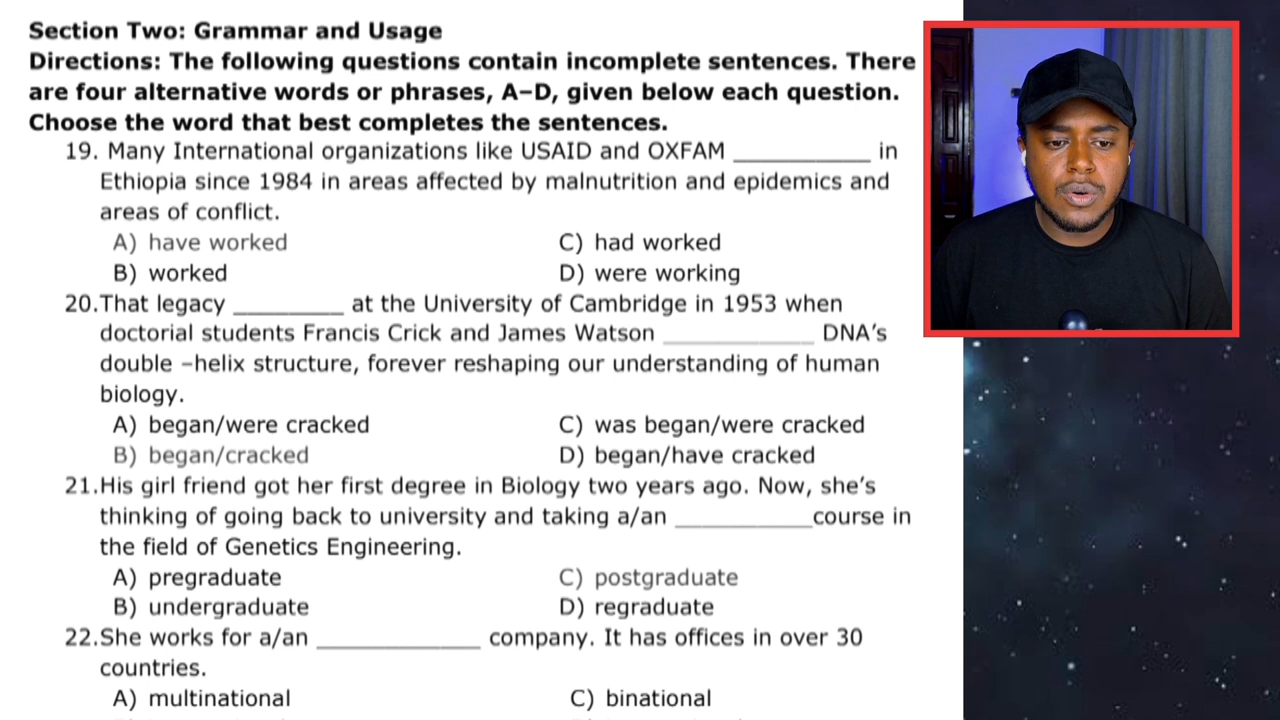 Section Two: Grammar and Usage
Directions: The following questions contain incomplete sentences. There
are four alternative words or phrases, A–D, given below each question.
Choose the word that best completes the sentences.
19. Many International organizations like USAID and OXFAM ____________ in
Ethiopia since 1984 in areas affected by malnutrition and epidemics and
areas of conflict.
A) have worked
C) had worked
B) worked
D) were working
20.That legacy __________ at the University of Cambridge in 1953 when
doctorial students Francis Crick and James Watson ______________ DNA's
double –helix structure, forever reshaping our understanding of human
biology.
A) began/were cracked
C) was began/were cracked
B) began/cracked
D) began/have cracked
21.His girl friend got her first degree in Biology two years ago. Now, she's
thinking of going back to university and taking a/an ____________course in
the field of Genetics Engineering.
A) pregraduate
C) postgraduate
B) undergraduate
D) regraduate
22.She works for a/an ______________ company. It has offices in over 30
countries.
A) multinational
C) binational